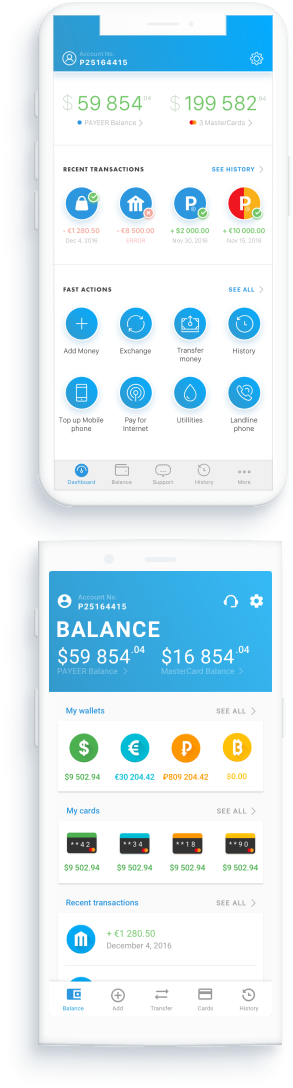 Account No.
P25164415
$ 59 854.04 $ 199 582.94
PAYEER Balance > 3 MasterCards >
RECENT TRANSACTIONS SEE HISTORY >
- €1 280.50 - €8 500.00 + $2 000.00 + €10 000.00
Dec 4, 2016 ERROR Nov 30, 2016 Nov 15, 2016
FAST ACTIONS SEE ALL >
Add Money Exchange Transfer money History
Top up Mobile phone Pay for Internet Utillities Landline phone
Dashboard Balance Support History More
Account No.
P25164415
BALANCE
$59 854.04 $16 854.04
PAYEER Balance > MasterCard Balance >
My wallets SEE ALL >
$9 502.94 €30 204.42 ₽809 204.42 ฿0.00
My cards SEE ALL >
**42 **34 **18 **90
$9 502.94 $9 502.94 $9 502.94 $9 502.94
Recent transactions SEE ALL >
+ €1 280.50
December 4, 2016
Balance Add Transfer Cards History